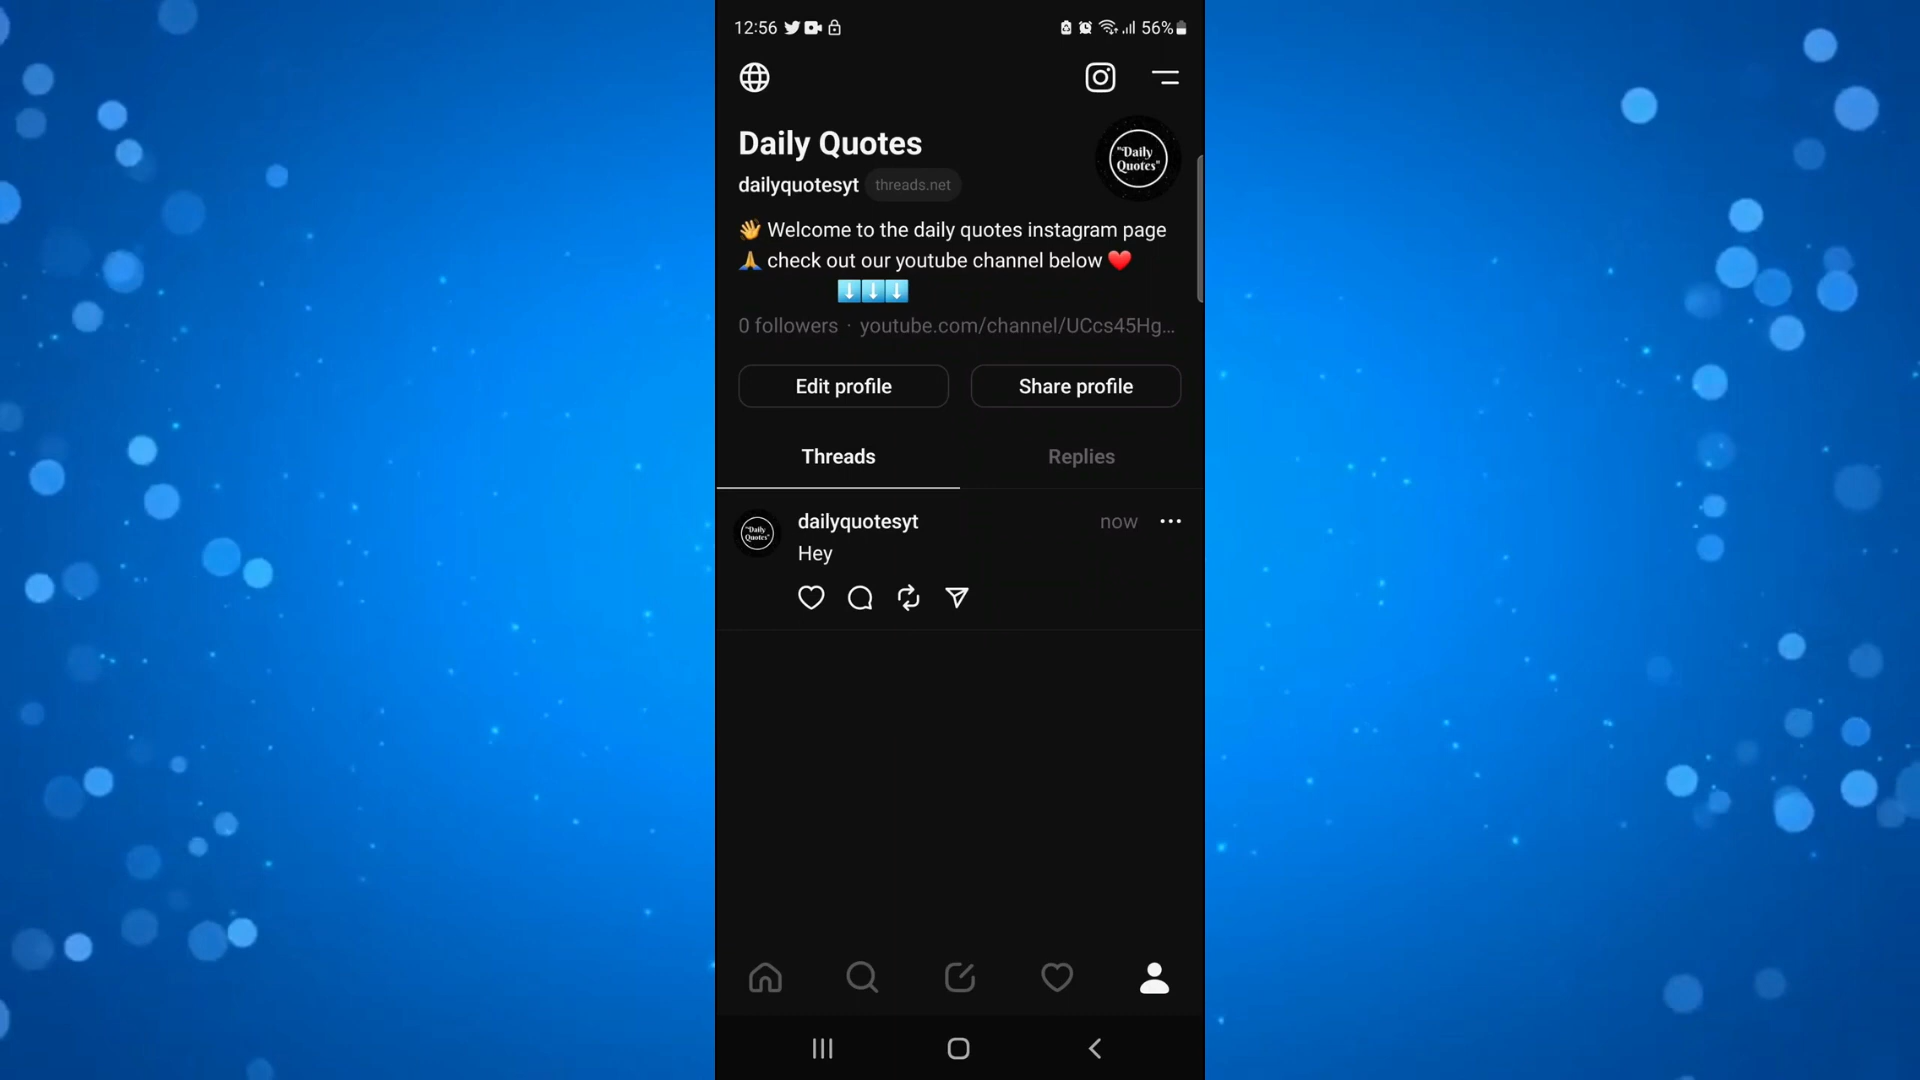 12:56 56%
Daily Quotes
"Daily
Quotes"
dailyquotesyt threads.net
👋 Welcome to the daily quotes instagram page
🙏 check out our youtube channel below ❤️
⬇️⬇️⬇️
0 followers · youtube.com/channel/UCcs45Hg...
Edit profile Share profile
Threads Replies
dailyquotesyt now
"Daily
Quotes"
Hey